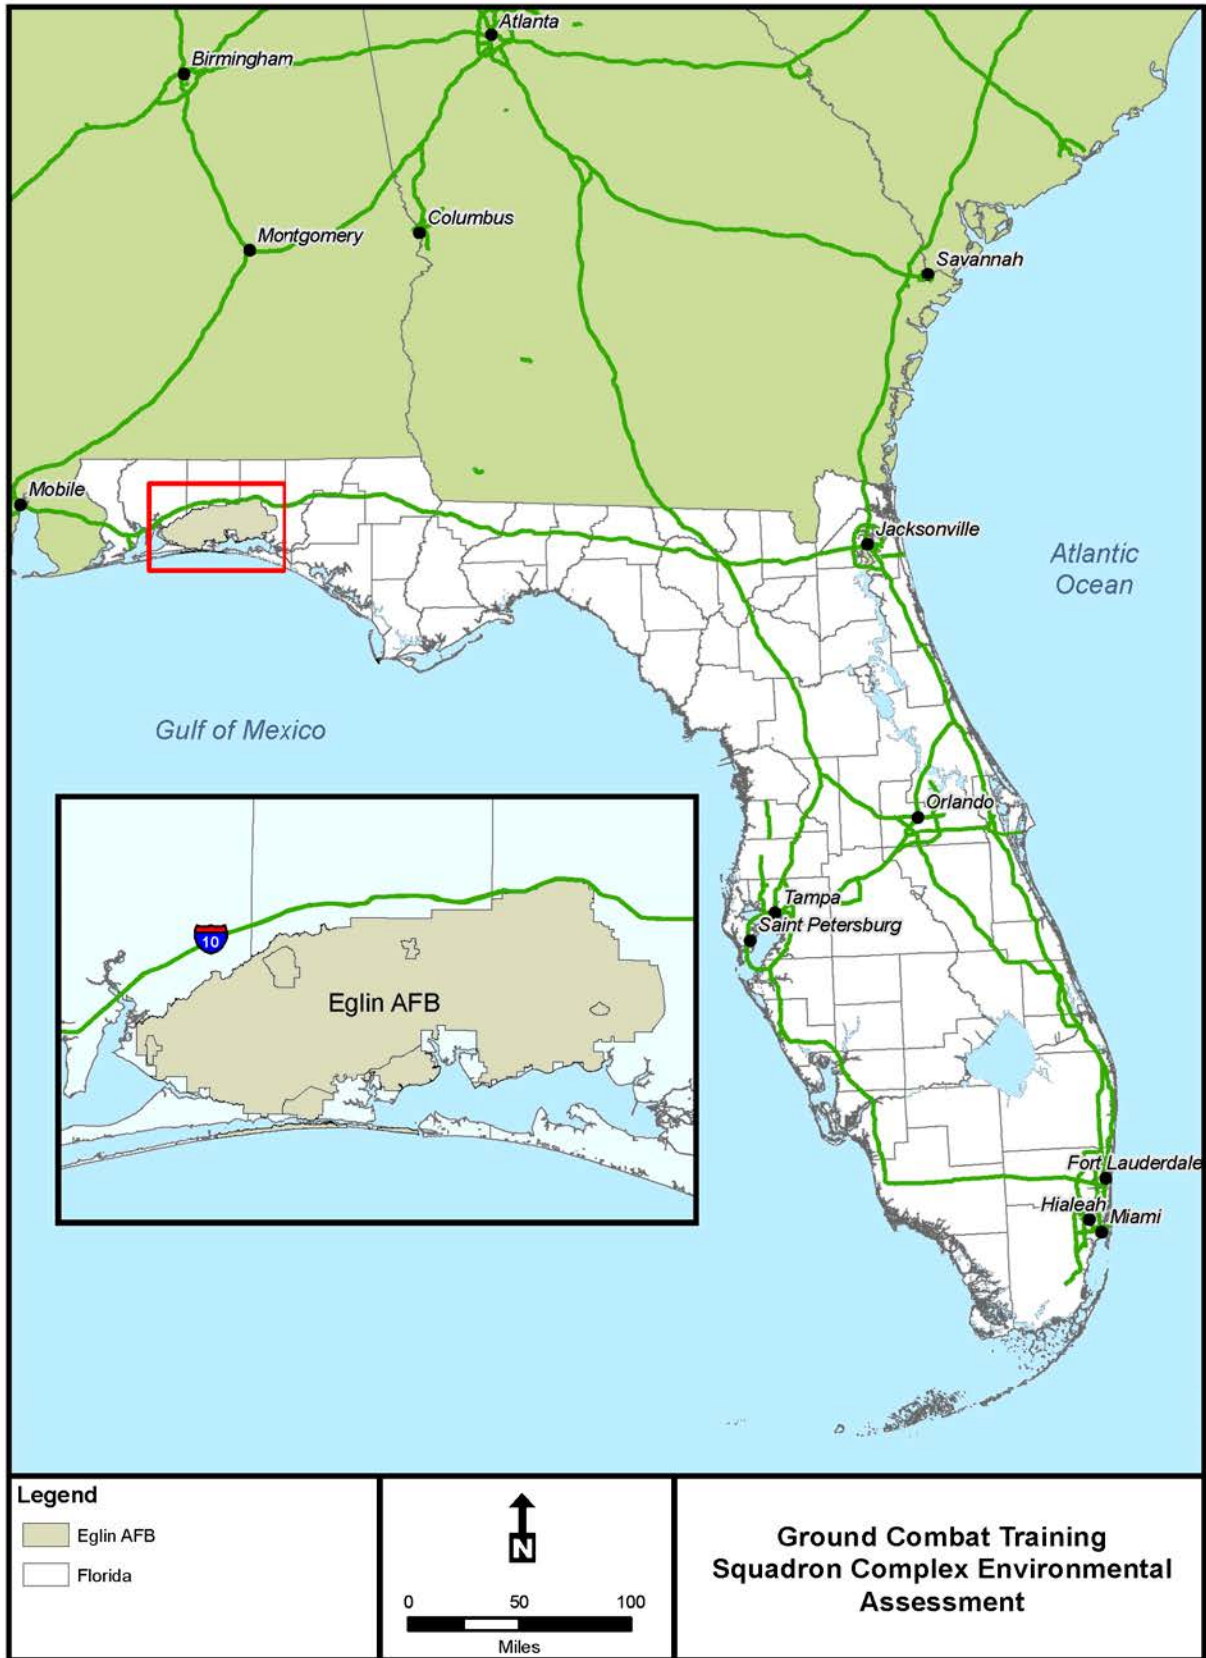 Atlanta
Birmingham
Columbus
Montgomery
Savannah
Mobile
Jacksonville
Atlantic
Ocean
Gulf of Mexico
Orlando
Tampa
Saint Petersburg
10
Eglin AFB
Fort Lauderdale
Hialeah
Miami
Legend
Eglin AFB
Florida
N
0 50 100
Miles
Ground Combat Training
Squadron Complex Environmental
Assessment